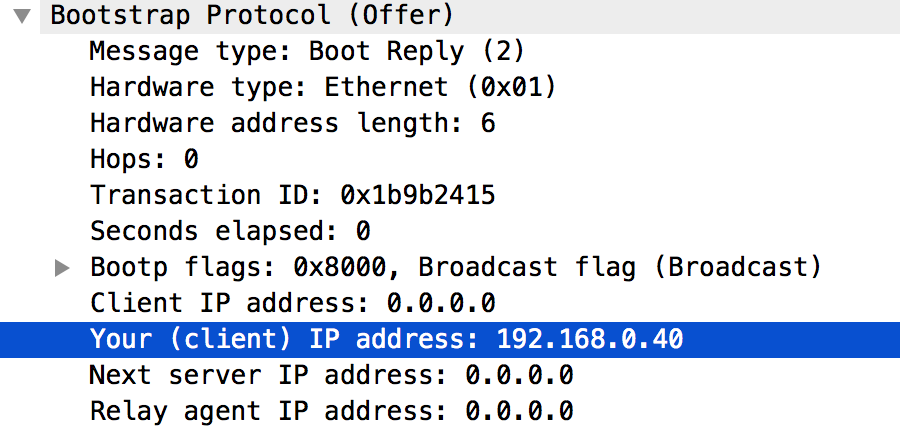 Bootstrap Protocol (Offer)
Message type: Boot Reply (2)
Hardware type: Ethernet (0x01)
Hardware address length: 6
Hops: 0
Transaction ID: 0x1b9b2415
Seconds elapsed: 0
Bootp flags: 0x8000, Broadcast flag (Broadcast)
Client IP address: 0.0.0.0
Your (client) IP address: 192.168.0.40
Next server IP address: 0.0.0.0
Relay agent IP address: 0.0.0.0